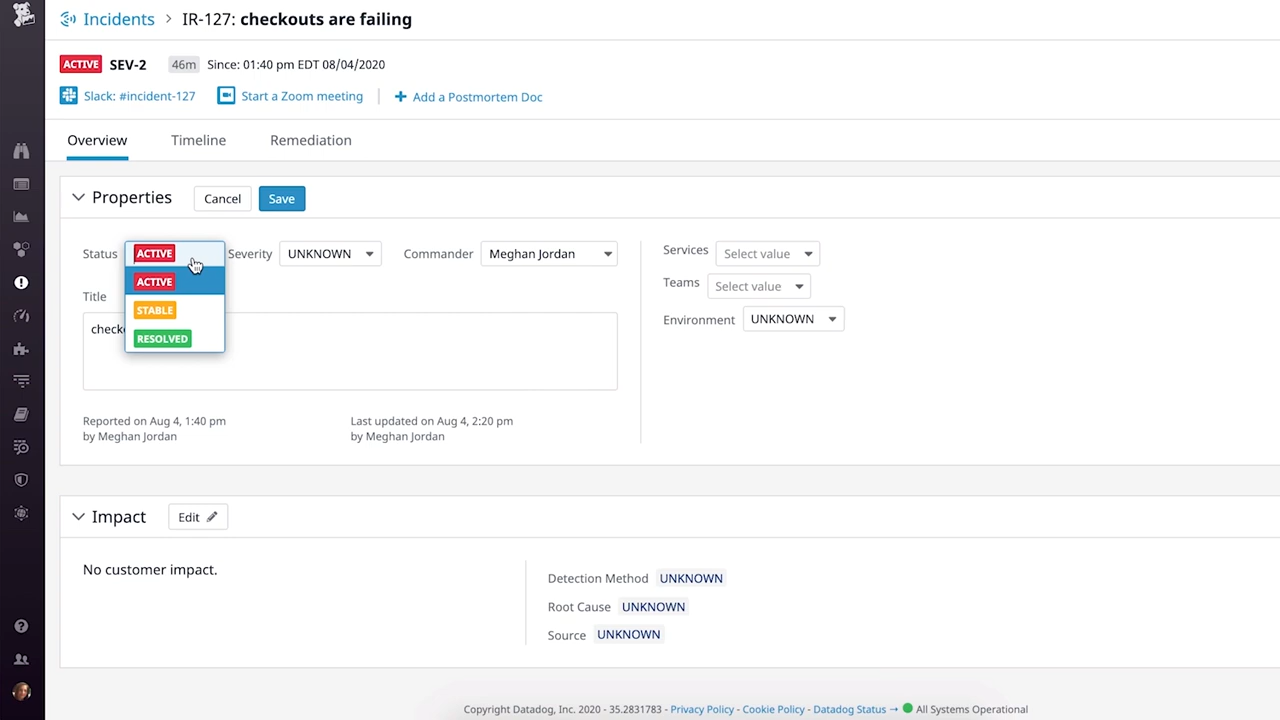 Incidents > IR-127: checkouts are failing
ACTIVE SEV-2 46m Since: 01:40 pm EDT 08/04/2020
Slack: #incident-127 Start a Zoom meeting + Add a Postmortem Doc
Overview Timeline Remediation
Properties Cancel Save
Status ACTIVE Severity UNKNOWN Commander Meghan Jordan
ACTIVE
STABLE
RESOLVED
Title
check
Services Select value
Teams Select value
Environment UNKNOWN
Reported on Aug 4, 1:40 pm
by Meghan Jordan
Last updated on Aug 4, 2:20 pm
by Meghan Jordan
Impact Edit
No customer impact.
Detection Method UNKNOWN
Root Cause UNKNOWN
Source UNKNOWN
Copyright Datadog, Inc. 2020 - 35.2831783 - Privacy Policy - Cookie Policy - Datadog Status → All Systems Operational